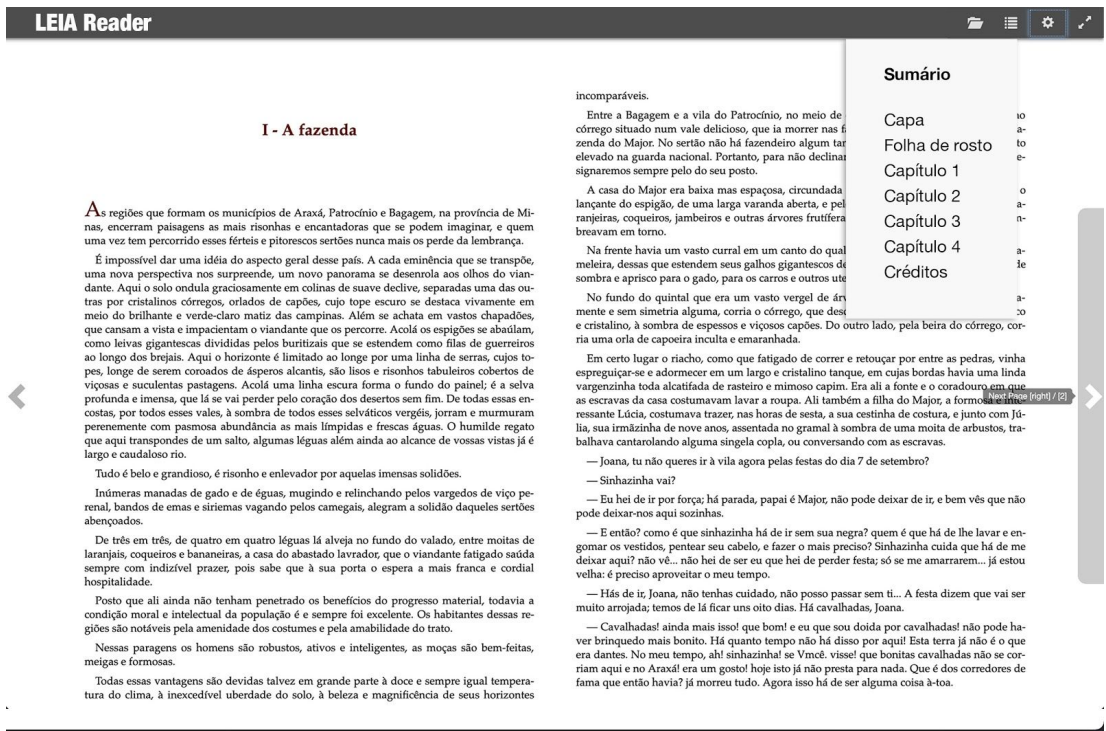 LEIA Reader
I - A fazenda
As regiões que formam os municípios de Araxá, Patrocínio e Bagagem, na província de Mi-
nas, encerram paisagens as mais risonhas e encantadoras que se podem imaginar, e quem
uma vez tem percorrido esses férteis e pitorescos sertões nunca mais os perde da lembrança.
É impossível dar uma idéia do aspecto geral desse país. A cada eminência que se transpõe,
uma nova perspectiva nos surpreende, um novo panorama se desenrola aos olhos do vian-
dante. Aqui o solo ondula graciosamente em colinas de suave declive, separadas uma das ou-
tras por cristalinos córregos, orlados de capões, cujo tope escuro se destaca vivamente em
meio do brilhante e verde-claro matiz das campinas. Além se achata em vastos chapadões,
que cansam a vista e impacientam o viandante que os percorre. Acolá os espigões se abaúlam,
como leivas gigantescas divididas pelos buritizais que se estendem como filas de guerreiros
ao longo dos brejais. Aqui o horizonte é limitado ao longe por uma linha de serras, cujos to-
pes, longe de serem coroados de ásperos alcantis, são lisos e risonhos tabuleiros cobertos de
viçosas e suculentas pastagens. Acolá uma linha escura forma o fundo do painel; é a selva
profunda e imensa, que lá se vai perder pelo coração dos desertos sem fim. De todas essas en-
costas, por todos esses vales, à sombra de todos esses selváticos vergéis, jorram e murmuram
perenemente com pasmosa abundância as mais límpidas e frescas águas. O humilde regato
que aqui transpondes de um salto, algumas léguas além ainda ao alcance de vossas vistas já é
largo e caudaloso rio.
Tudo é belo e grandioso, é risonho e enlevador por aquelas imensas solidões.
Inúmeras manadas de gado e de éguas, mugindo e relinchando pelos vargedos de viço pe-
renal, bandos de emas e siriemas vagando pelos camegais, alegram a solidão daqueles sertões
abençoados.
De três em três, de quatro em quatro léguas lá alveja no fundo do valado, entre moitas de
laranjais, coqueiros e bananeiras, a casa do abastado lavrador, que o viandante fatigado saúda
sempre com indizível prazer, pois sabe que à sua porta o espera a mais franca e cordial
hospitalidade.
Posto que ali ainda não tenham penetrado os benefícios do progresso material, todavia a
condição moral e intelectual da população é e sempre foi excelente. Os habitantes dessas re-
giões são notáveis pela amenidade dos costumes e pela amabilidade do trato.
Nessas paragens os homens são robustos, ativos e inteligentes, as moças são bem-feitas,
meigas e formosas.
Todas essas vantagens são devidas talvez em grande parte à doce e sempre igual tempera-
tura do clima, à inexcedível uberdade do solo, à beleza e magnificência de seus horizontes
incomparáveis.
Entre a Bagagem e a vila do Patrocínio, no meio de
córrego situado num vale delicioso, que ia morrer nas
zenda do Major. No sertão não há fazendeiro algum
elevado na guarda nacional. Portanto, para não
signaremos sempre pelo do seu posto.
A casa do Major era baixa mas espaçosa, circundada
lançante do espigão, de uma larga varanda aberta, e
ranjeiras, coqueiros, jambeiros e outras árvores
breavam em torno.
Na frente havia um vasto curral em um canto do
meleira, dessas que estendem seus galhos gigantescos
sombra e aprisco para o gado, para os carros e outros
No fundo do quintal que era um vasto vergel de
mente e sem simetria alguma, corria o córrego, que
e cristalino, à sombra de espessos e viçosos capões. Do outro lado, pela beira do córrego, cor-
ria uma orla de capoeira inculta e emaranhada.
Em certo lugar o riacho, como que fatigado de correr e retouçar por entre as pedras, vinha
espreguiçar-se e adormecer em um largo e cristalino tanque, em cujas bordas havia uma linda
vargenzinha toda alcatifada de rasteiro e mimoso capim. Era ali a fonte e o coradouro em que
as escravas da casa costumavam lavar a roupa. Ali também a filha do Major, a formosa e
ressante Lúcia, costumava trazer, nas horas de sesta, a sua cestinha de costura, e junto com Jú-
lia, sua irmãzinha de nove anos, assentada no gramal à sombra de uma moita de arbustos, tra-
balhava cantarolando alguma singela copla, ou conversando com as escravas.
— Joana, tu não queres ir à vila agora pelas festas do dia 7 de setembro?
— Sinhazinha vai?
— Eu hei de ir por força; há parada, papai é Major, não pode deixar de ir, e bem vês que não
pode deixar-nos aqui sozinhas.
— E então? como é que sinhazinha há de ir sem sua negra? quem é que há de lhe lavar e en-
gomar os vestidos, pentear seu cabelo, e fazer o mais preciso? Sinhazinha cuida que há de me
deixar aqui? não vê... não hei de ser eu que hei de perder festa; só se me amarrarem... já estou
velha: é preciso aproveitar o meu tempo.
— Hás de ir, Joana, não tenhas cuidado, não posso passar sem ti... A festa dizem que vai ser
muito arrojada; temos de lá ficar uns oito dias. Há cavalhadas, Joana.
— Cavalhadas! ainda mais isso! que bom! e eu que sou doida por cavalhadas! não pode ha-
ver brinquedo mais bonito. Há quanto tempo não há disso por aqui! Esta terra já não é o que
era dantes. No meu tempo, ah! sinhazinha! se Vmcê. visse! que bonitas cavalhadas não se cor-
riam aqui e no Araxá! era um gosto! hoje isto já não presta para nada. Que é dos corredores de
fama que então havia? já morreu tudo. Agora isso há de ser alguma coisa à-toa.
Sumário
Capa
Folha de rosto
Capítulo 1
Capítulo 2
Capítulo 3
Capítulo 4
Créditos
Next Page [right] / [2]